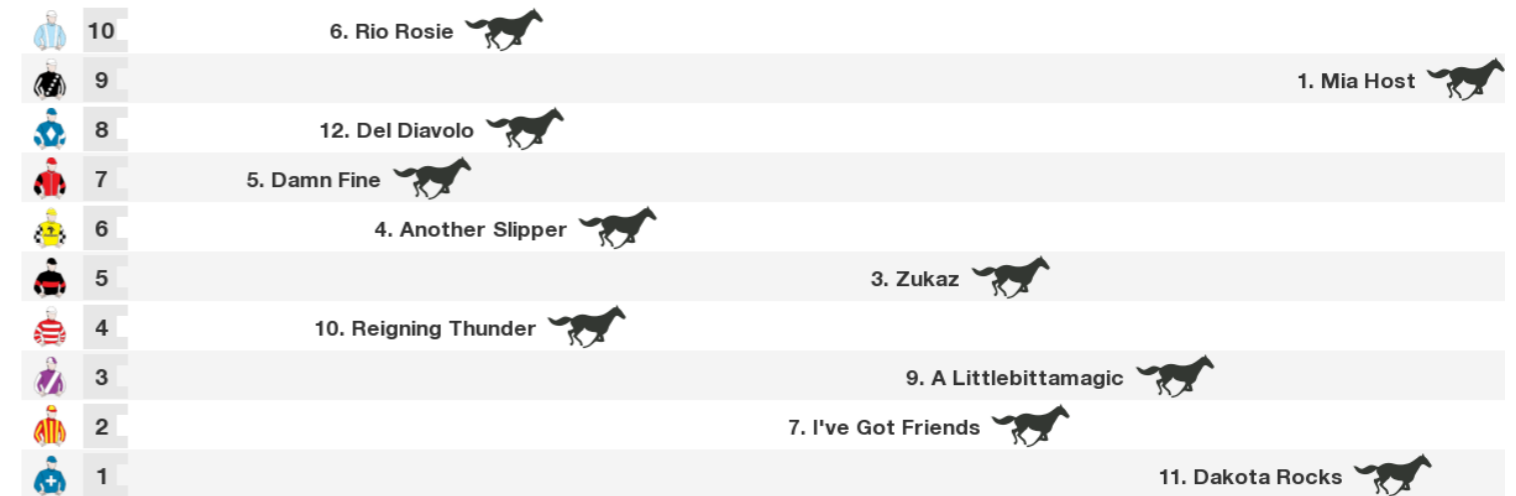 10 6. Rio Rosie
9 1. Mia Host
8 12. Del Diavolo
7 5. Damn Fine
6 4. Another Slipper
5 3. Zukaz
4 10. Reigning Thunder
3 9. A Littlebittamagic
2 7. I've Got Friends
1 11. Dakota Rocks